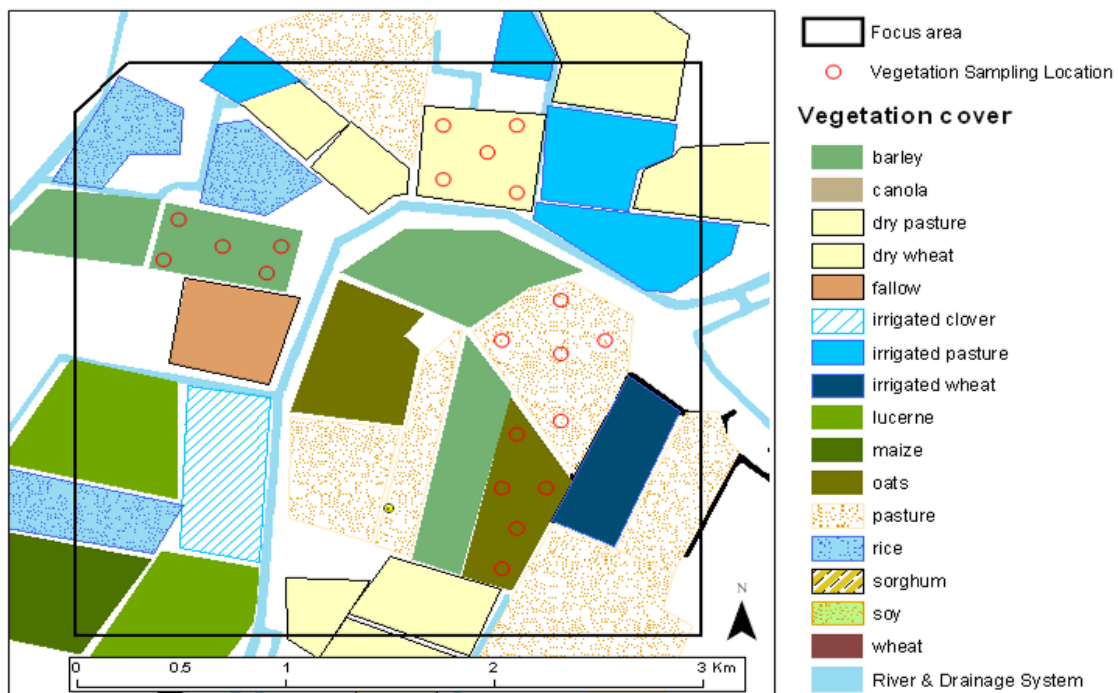 Focus area
Vegetation Sampling Location
Vegetation cover
barley
canola
dry pasture
dry wheat
fallow
irrigated clover
irrigated pasture
irrigated wheat
lucerne
maize
oats
pasture
rice
sorghum
soy
wheat
River & Drainage System
N
0 0.5 1 2 3 Km